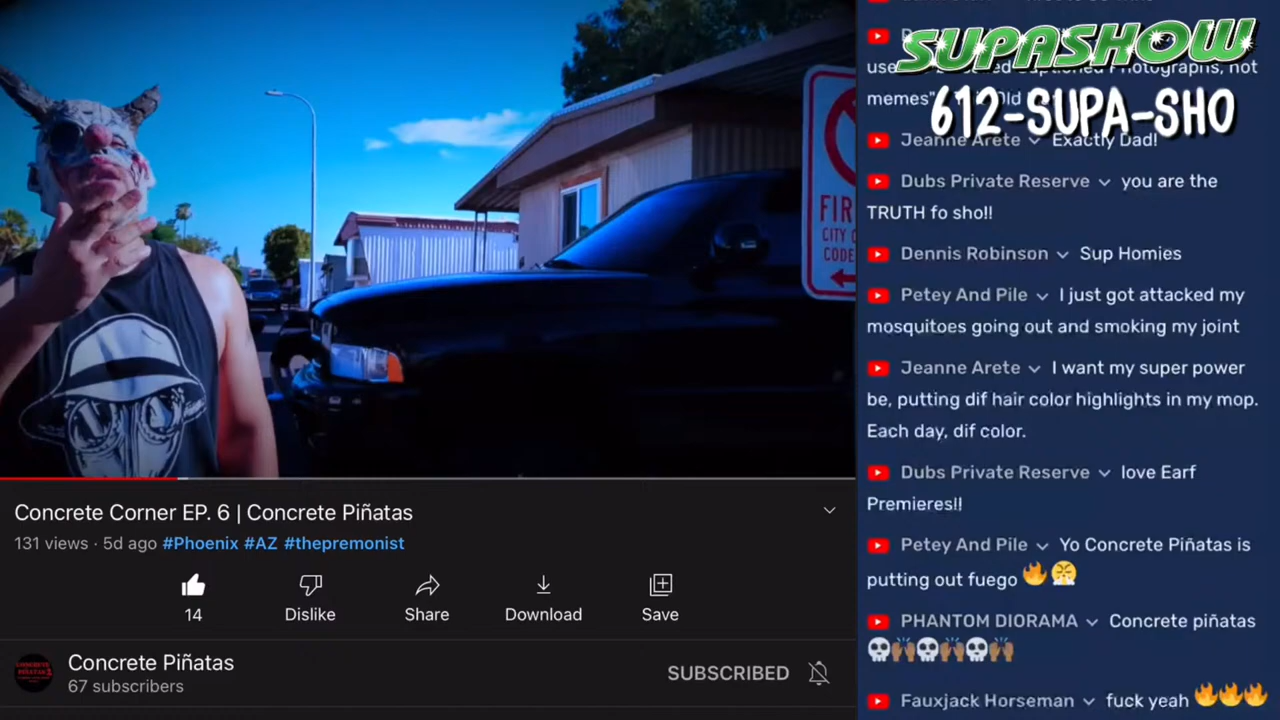 FIR
CITY
CODE
Concrete Corner EP. 6 | Concrete Piñatas
131 views · 5d ago #Phoenix #AZ #thepremonist
14
Dislike
Share
Download
Save
Concrete Piñatas
67 subscribers
SUBSCRIBED
SUPASHOW
Photographs, not
memes"
612-SUPA-SHO
Jeanne Arete Exactly Dad!
Dubs Private Reserve you are the
TRUTH fo sho!!
Dennis Robinson Sup Homies
Petey And Pile I just got attacked my
mosquitoes going out and smoking my joint
Jeanne Arete I want my super power
be, putting dif hair color highlights in my mop.
Each day, dif color.
Dubs Private Reserve love Earf
Premieres!!
Petey And Pile Yo Concrete Piñatas is
putting out fuego 🔥😤
PHANTOM DIORAMA Concrete piñatas
💀🙌🏾💀🙌🏾💀🙌🏾
Fauxjack Horseman fuck yeah 🔥🔥🔥